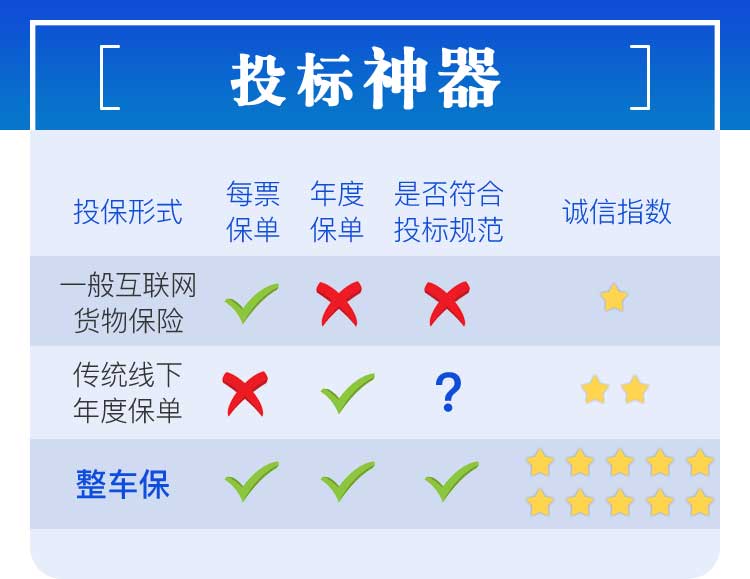 投标神器
投保形式
每票
保单
年度
保单
是否符合
投标规范
诚信指数
一般互联网
货物保险
传统线下
年度保单
?
整车保